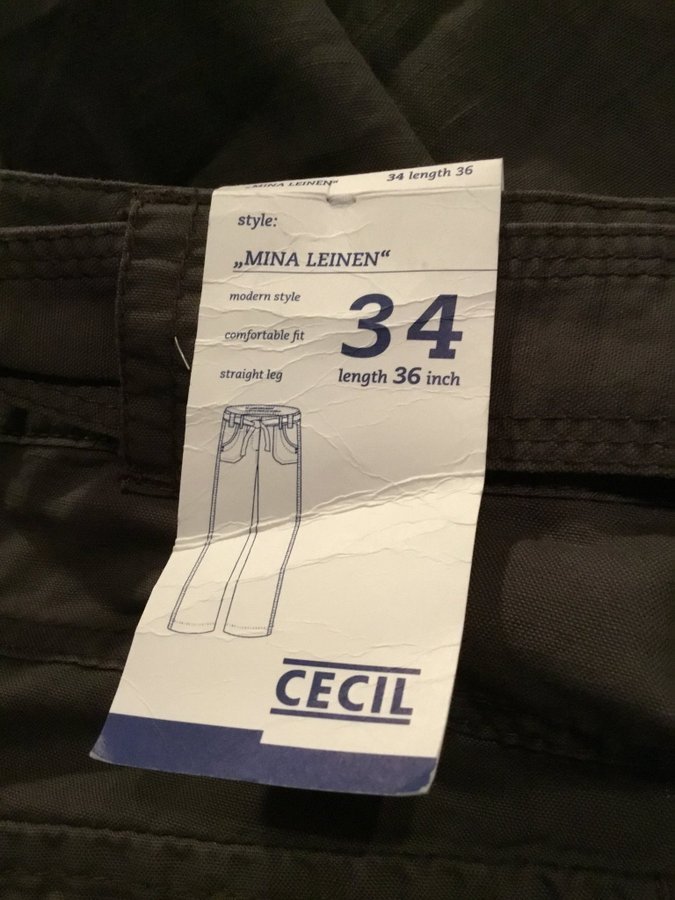 „MINA LEINEN“ 34 length 36
style:
„MINA LEINEN“
modern style
comfortable fit
straight leg
34
length 36 inch
CECIL